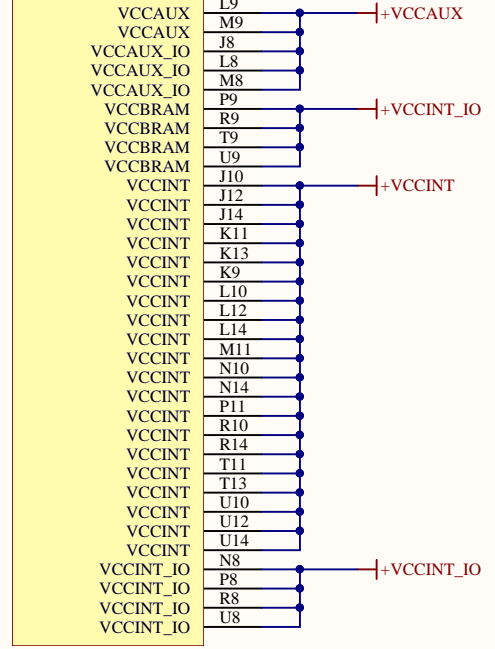 VCCAUX L9 +VCCAUX
VCCAUX M9
VCCAUX_IO J8
VCCAUX_IO L8
VCCAUX_IO M8
VCCBRAM P9 +VCCINT_IO
VCCBRAM R9
VCCBRAM T9
VCCBRAM U9
VCCINT J10 +VCCINT
VCCINT J12
VCCINT J14
VCCINT K11
VCCINT K13
VCCINT K9
VCCINT L10
VCCINT L12
VCCINT L14
VCCINT M11
VCCINT N10
VCCINT N14
VCCINT P11
VCCINT R10
VCCINT R14
VCCINT T11
VCCINT T13
VCCINT U10
VCCINT U12
VCCINT U14
VCCINT_IO N8 +VCCINT_IO
VCCINT_IO P8
VCCINT_IO R8
VCCINT_IO U8